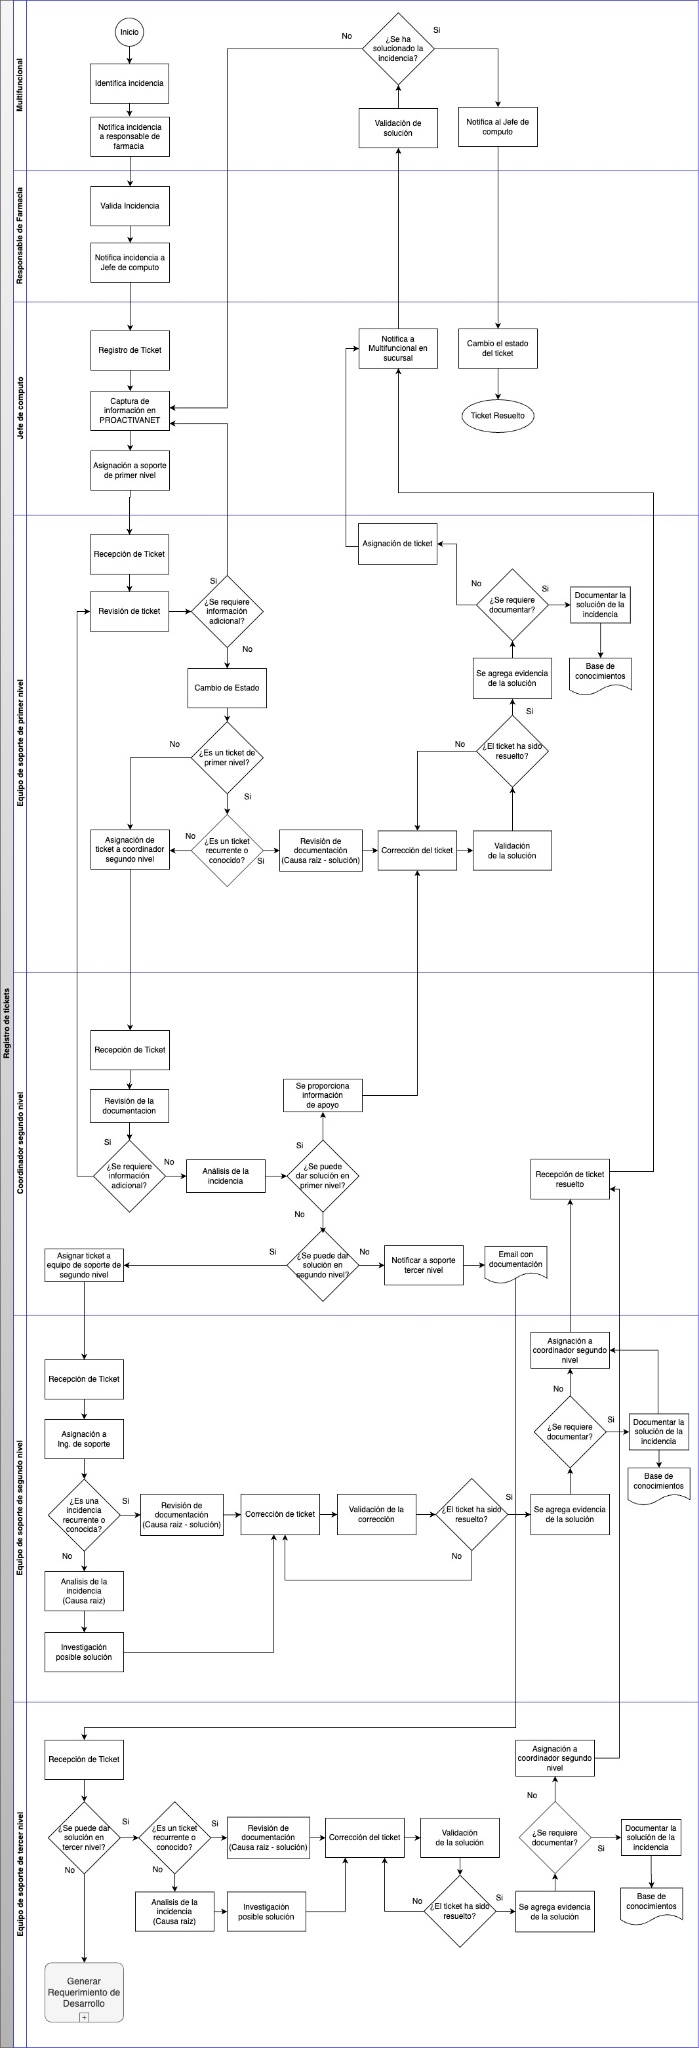 Registro de tickets
Multifuncional
Inicio
Identifica incidencia
Notifica incidencia
a responsable de
farmacia
¿Se ha
solucionado la
incidencia?
No
Si
Validación de
solución
Notifica al Jefe de
computo
Responsable de Farmacia
Valida Incidencia
Notifica incidencia a
Jefe de computo
Jefe de computo
Registro de Ticket
Captura de
información en
PROACTIVANET
Asignación a soporte
de primer nivel
Notifica a
Multifuncional en
sucursal
Cambio el estado
del ticket
Ticket Resuelto
Equipo de soporte de primer nivel
Recepción de Ticket
Revisión de ticket
Si
¿Se requiere
información
adicional?
No
Cambio de Estado
No
¿Es un ticket de
primer nivel?
Si
Asignación de
ticket a coordinador
segundo nivel
No
¿Es un ticket
recurrente o
conocido?
Si
Revisión de
documentación
(Causa raiz - solución)
Corrección del ticket
Validación
de la solución
No
¿El ticket ha sido
resuelto?
Si
Se agrega evidencia
de la solución
Asignación de ticket
No
¿Se requiere
documentar?
Si
Documentar la
solución de la
incidencia
Base de
conocimientos
Coordinador segundo nivel
Recepción de Ticket
Revisión de la
documentacion
Si
¿Se requiere
información
adicional?
No
Análisis de la
incidencia
Se proporciona
información
de apoyo
Si
¿Se puede
dar solución en
primer nivel?
No
Recepción de ticket
resuelto
Asignar ticket a
equipo de soporte de
segundo nivel
Si
¿Se puede dar
solución en
segundo nivel?
No
Notificar a soporte
tercer nivel
Email con
documentación
Equipo de soporte de segundo nivel
Recepción de Ticket
Asignación a
Ing. de soporte
¿Es una
incidencia
recurrente o
conocida?
Si
No
Revisión de
documentación
(Causa raiz - solución)
Corrección de ticket
Validación de la
corrección
¿El ticket ha sido
resuelto?
Si
No
Se agrega evidencia
de la solución
Asignación a
coordinador segundo
nivel
No
¿Se requiere
documentar?
Si
Documentar la
solución de la
incidencia
Base de
conocimientos
Analisis de la
incidencia
(Causa raiz)
Investigación
posible solución
Equipo de soporte de tercer nivel
Recepción de Ticket
¿Se puede dar
solución en
tercer nivel?
Si
No
¿Es un ticket
recurrente o
conocido?
Si
No
Revisión de
documentación
(Causa raiz - solución)
Corrección del ticket
Validación
de la solución
Analisis de la
incidencia
(Causa raiz)
Investigación
posible solución
No
¿El ticket ha sido
resuelto?
Si
Se agrega evidencia
de la solución
Asignación a
coordinador segundo
nivel
No
¿Se requiere
documentar?
Si
Documentar la
solución de la
incidencia
Base de
conocimientos
Generar
Requerimiento de
Desarrollo